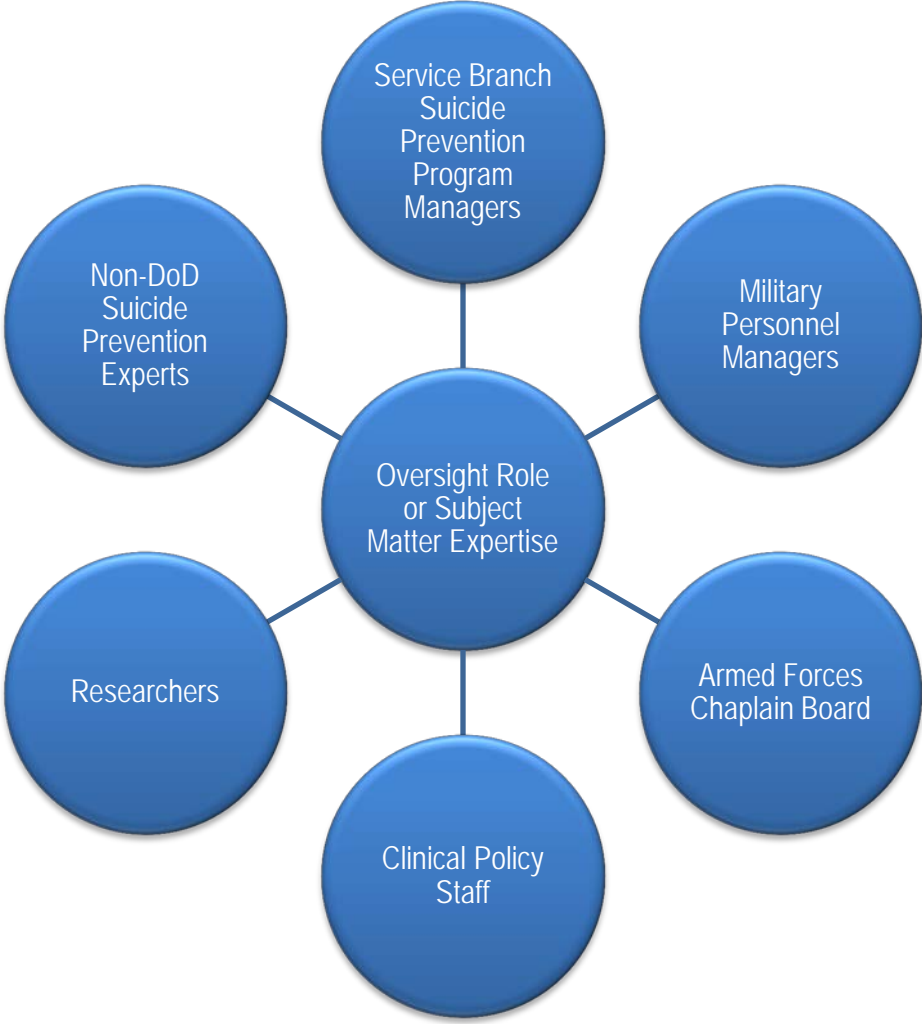 Service Branch
Suicide
Prevention
Program
Managers
Non-DoD
Suicide
Prevention
Experts
Military
Personnel
Managers
Oversight Role
or Subject
Matter Expertise
Researchers
Armed Forces
Chaplain Board
Clinical Policy
Staff